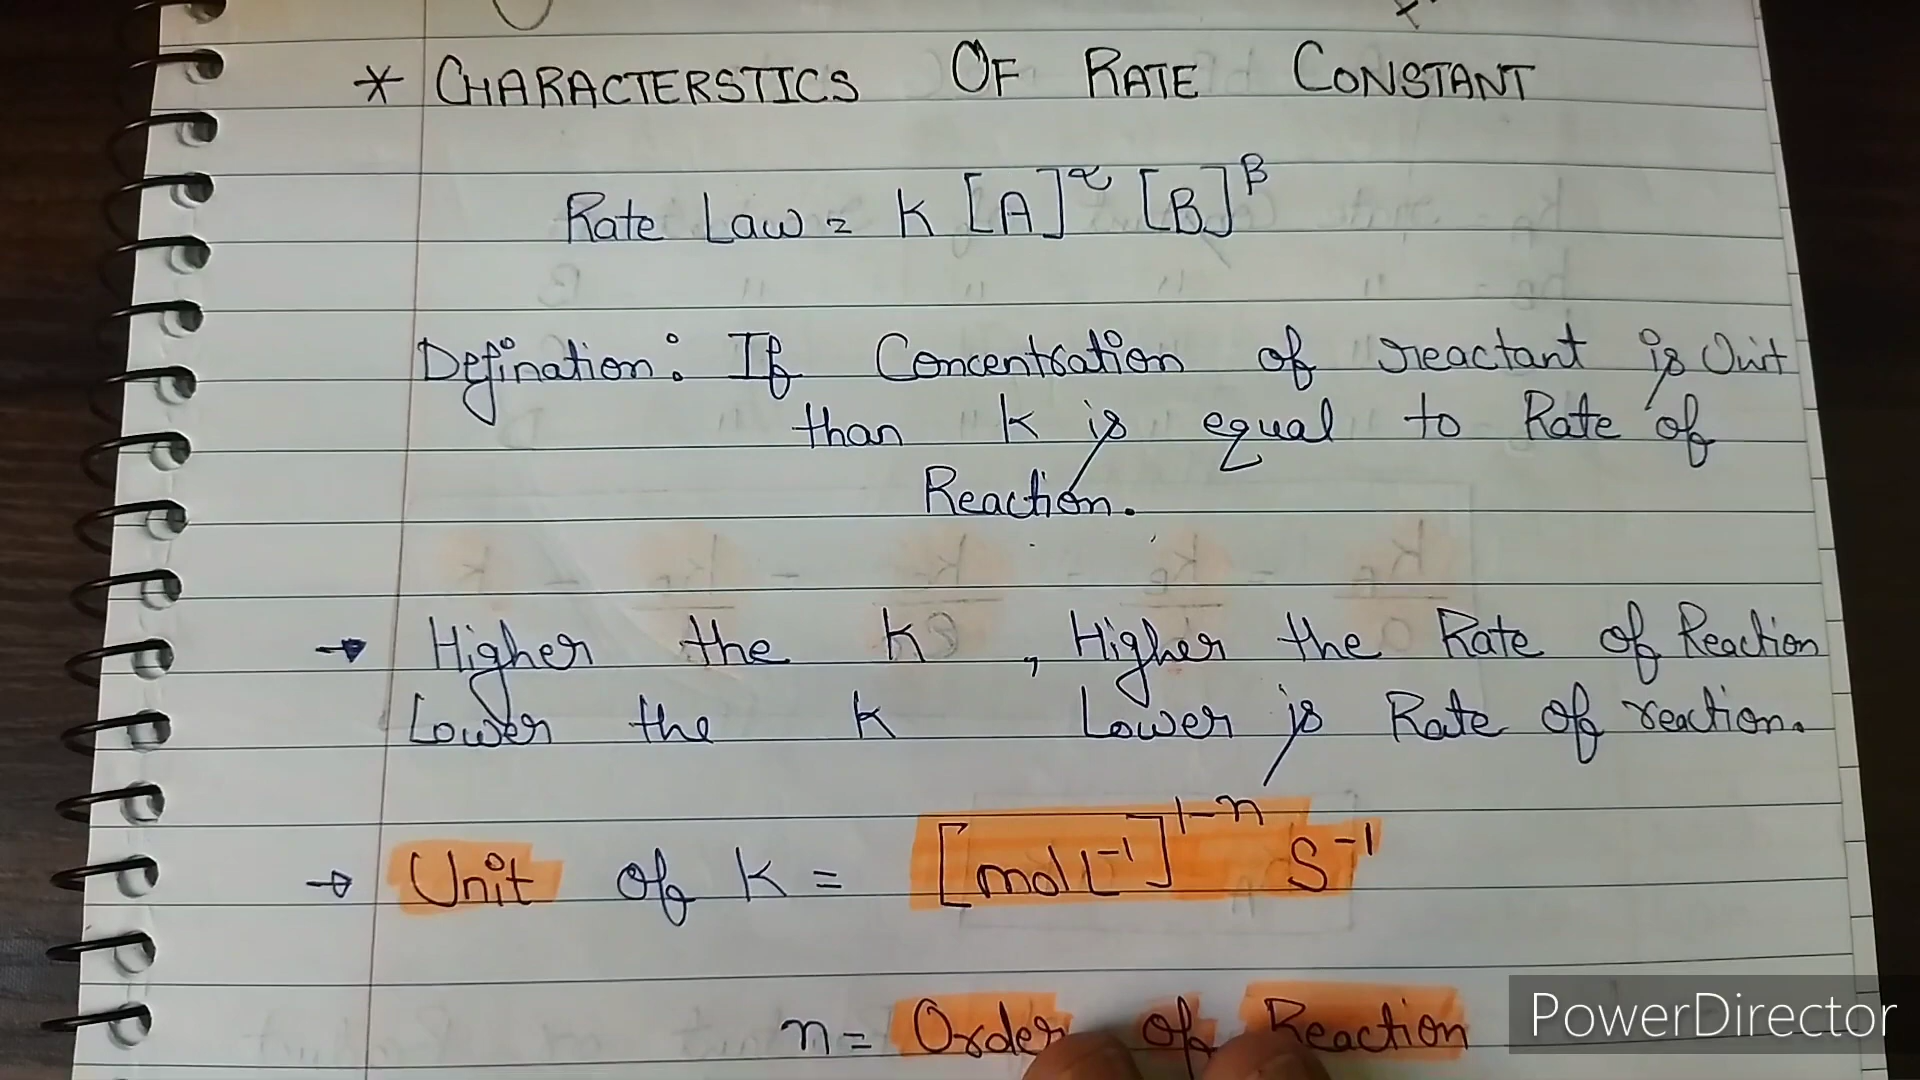 * CHARACTERSTICS OF RATE CONSTANT
Rate Law = K [A]^α [B]^β
Defination: If Concentration of reactant is Unit
than K is equal to Rate of
Reaction.
→ Higher the K , Higher the Rate of Reaction
Lower the K Lower is Rate of reaction.
→ Unit of K = [mol L⁻¹]^1-n S⁻¹
n = Order of Reaction
PowerDirector